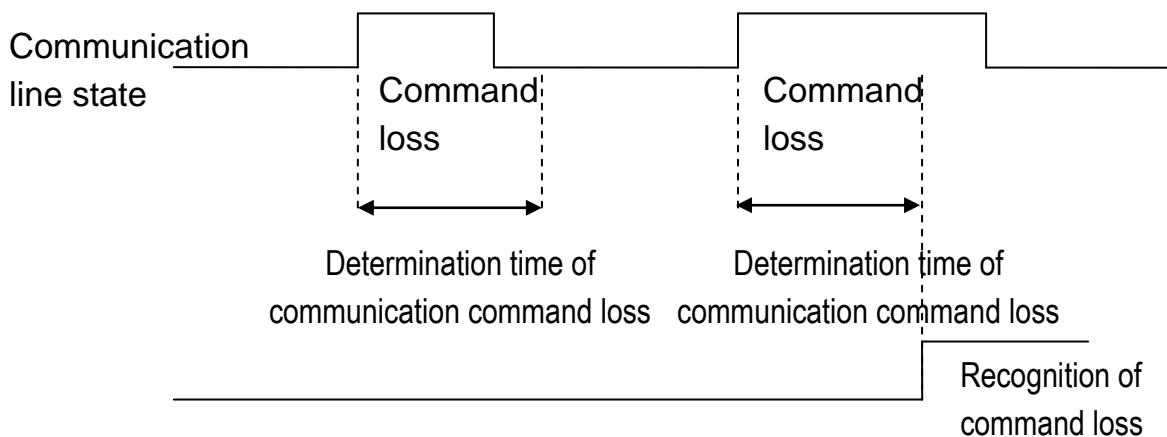 Communication
line state
Command
loss
Command
loss
Determination time of
communication command loss
Determination time of
communication command loss
Recognition of
command loss